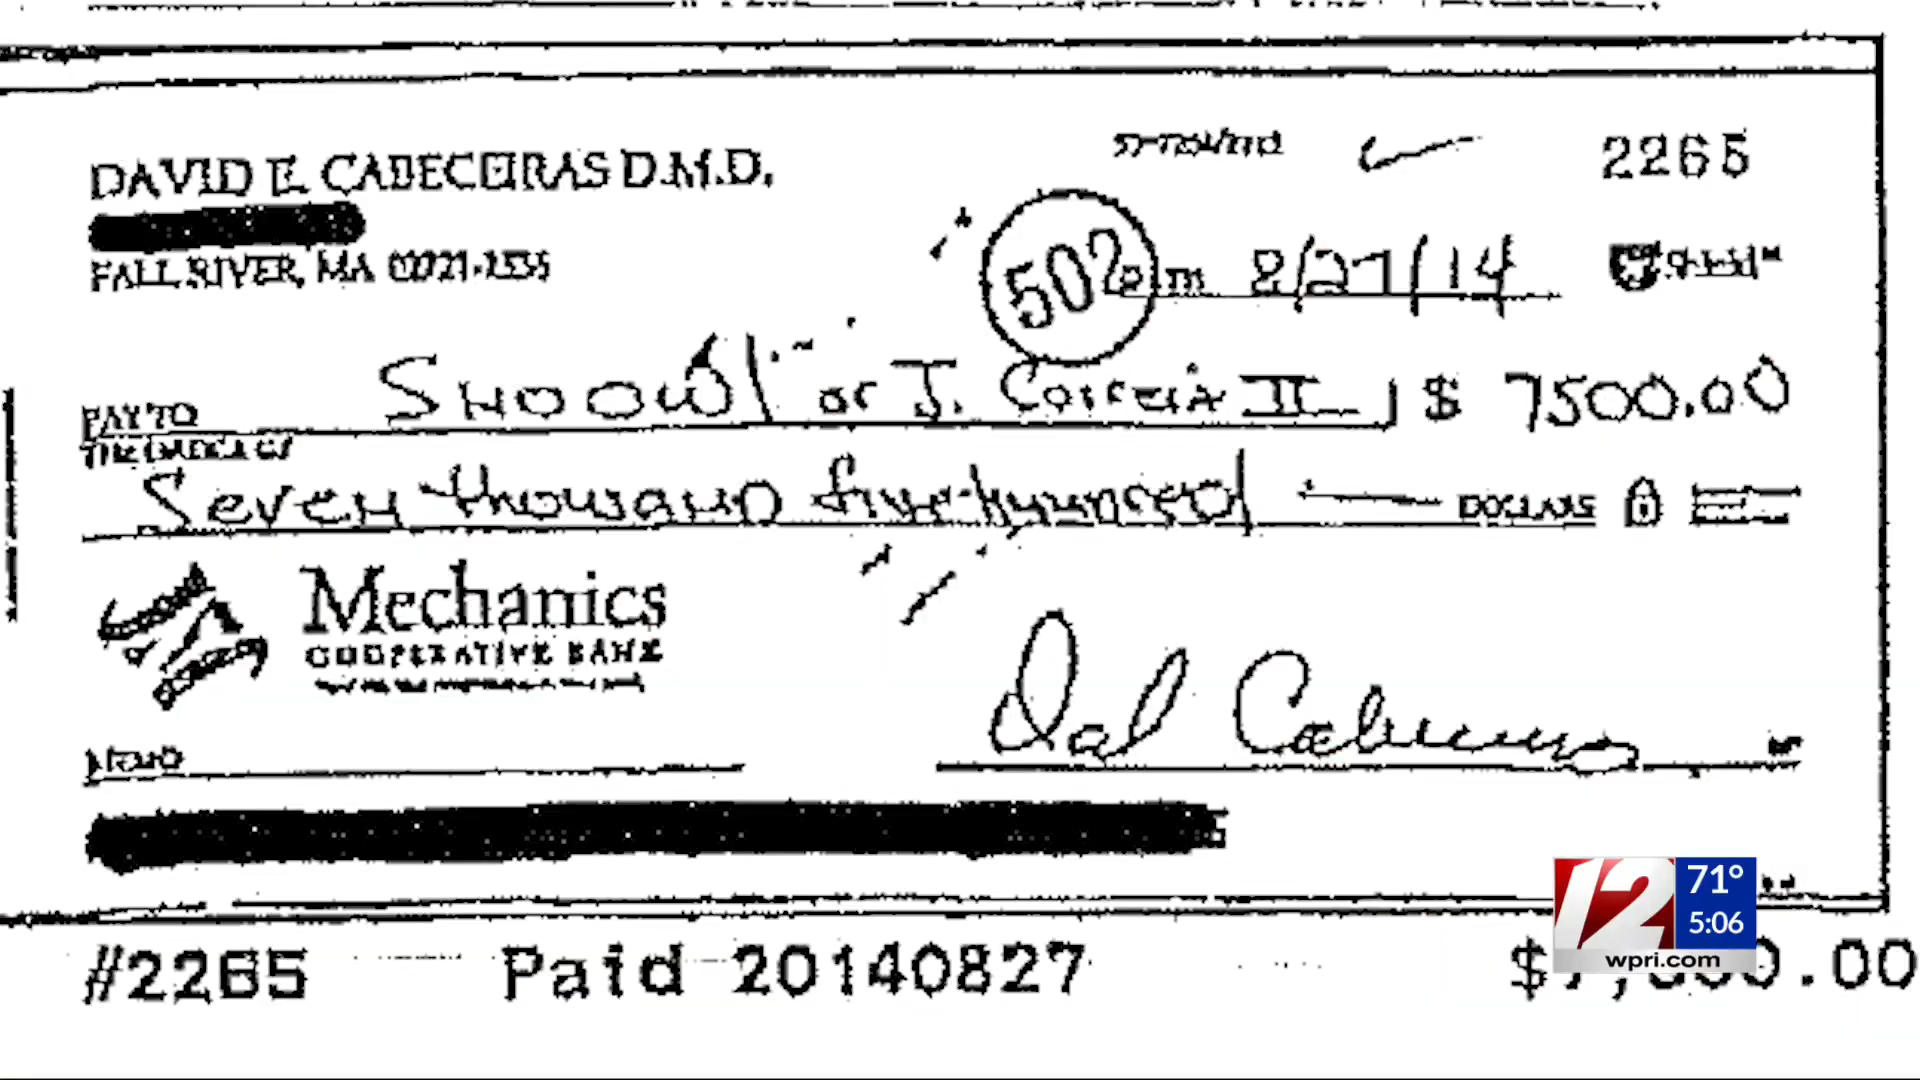 DAVID E. CABECEIRAS D.M.D.
2265
FALL RIVER, MA
502
8/27/14
PAY TO THE ORDER OF SNOOWL or J. Correia II $ 7500.00
Seven thousand five hundred DOLLARS
Mechanics
COOPERATIVE BANK
MEMO
#2265 Paid 20140827 .00
12 71° 5:06
wpri.com